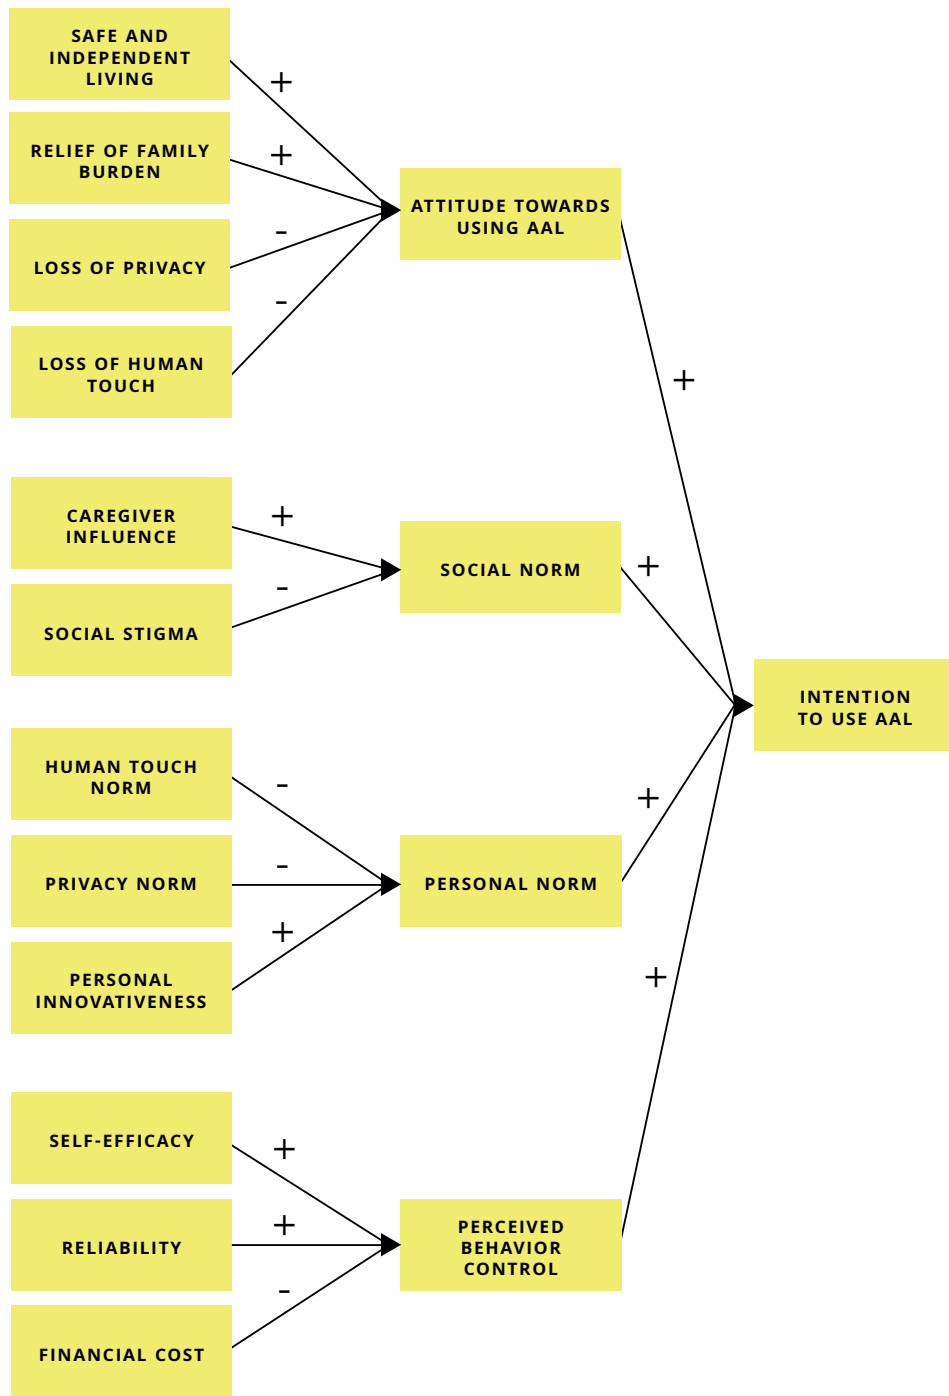 SAFE AND
INDEPENDENT
LIVING
+
RELIEF OF FAMILY
BURDEN
+
LOSS OF PRIVACY
-
LOSS OF HUMAN
TOUCH
-
ATTITUDE TOWARDS
USING AAL
+
CAREGIVER
INFLUENCE
+
SOCIAL STIGMA
-
SOCIAL NORM
+
INTENTION
TO USE AAL
HUMAN TOUCH
NORM
-
PRIVACY NORM
-
PERSONAL
INNOVATIVENESS
+
PERSONAL NORM
+
SELF-EFFICACY
+
RELIABILITY
+
FINANCIAL COST
-
PERCEIVED
BEHAVIOR
CONTROL
+